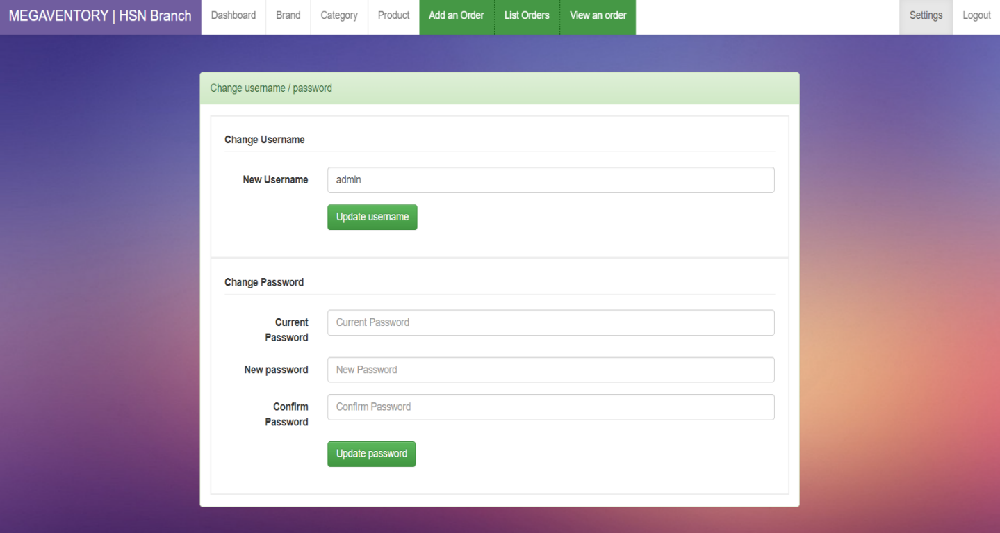 MEGAVENTORY | HSN Branch Dashboard Brand Category Product Add an Order List Orders View an order Settings Logout
Change username / password
Change Username
New Username admin
Update username
Change Password
Current Password Current Password
New password New Password
Confirm Password Confirm Password
Update password